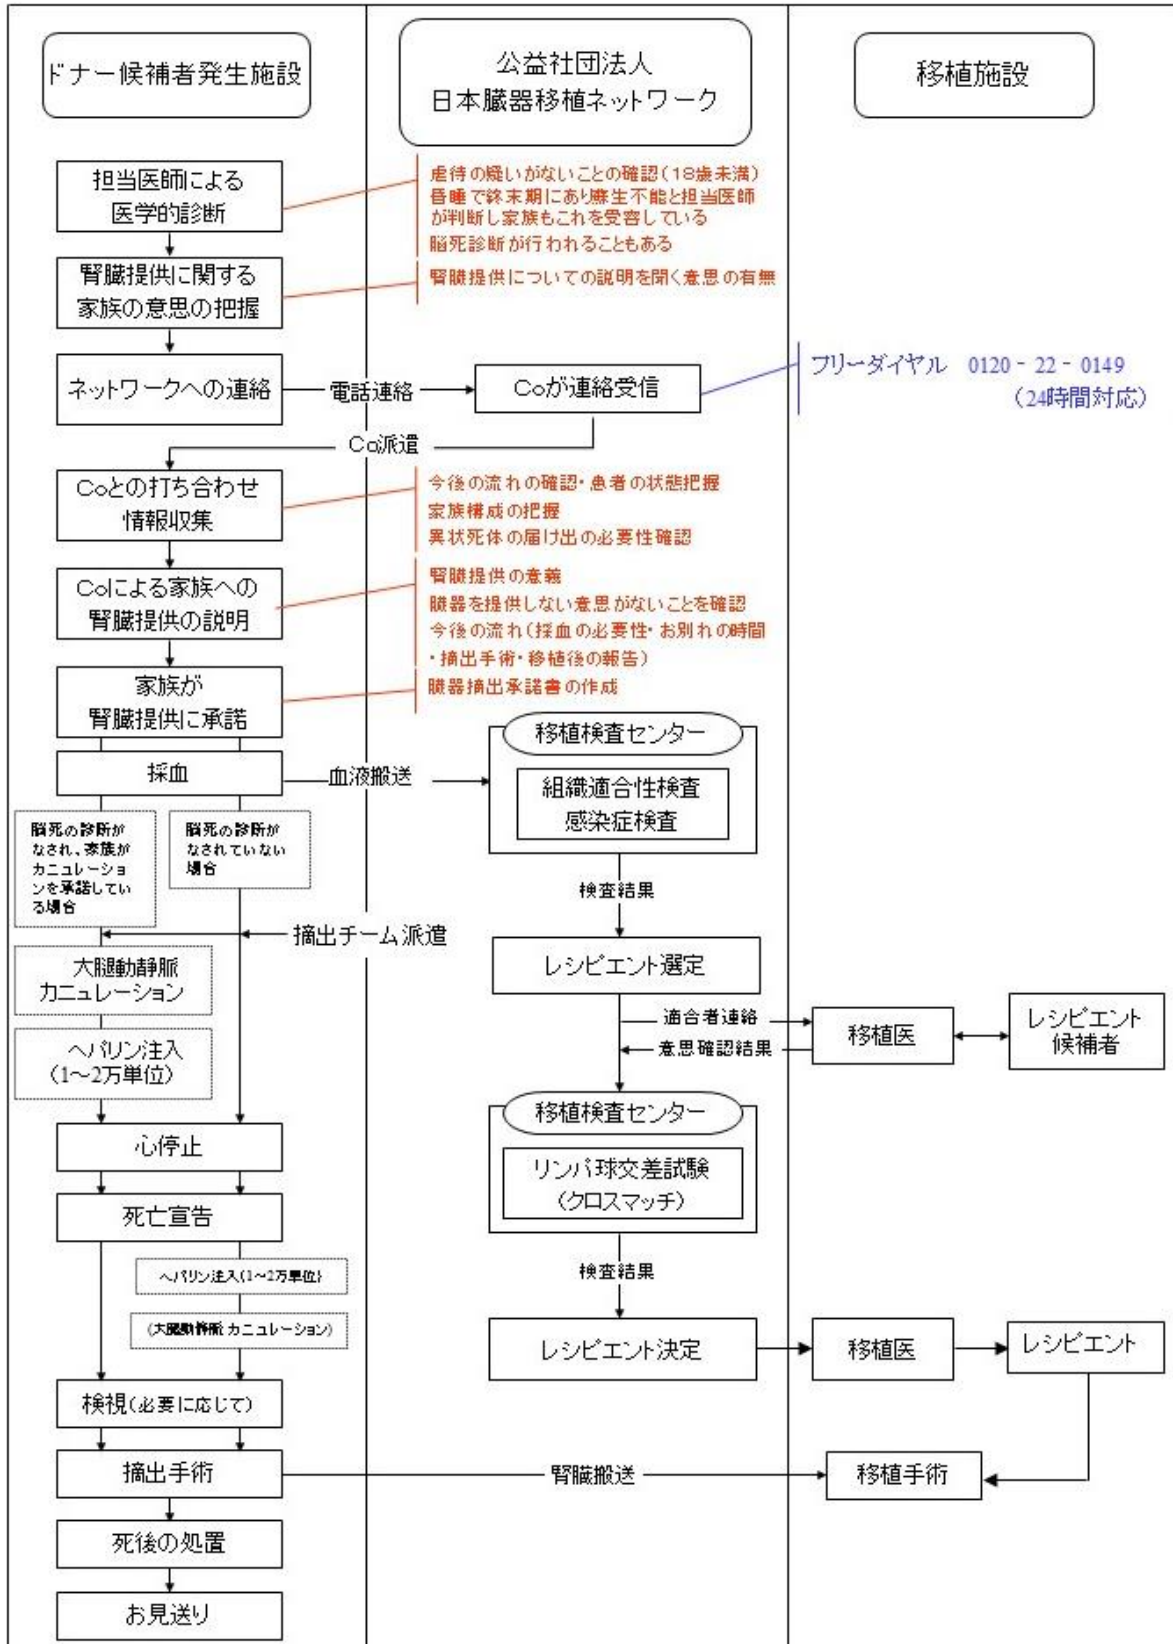 ドナー候補者発生施設
公益社団法人
日本臓器移植ネットワーク
移植施設
担当医師による
医学的診断
虐待の疑いがないことの確認(18歳未満)
昏睡で終末期にあり蘇生不能と担当医師
が判断し家族もこれを受容している
脳死診断が行われることもある
腎臓提供に関する
家族の意思の把握
腎臓提供についての説明を聞く意思の有無
ネットワークへの連絡
電話連絡
Coが連絡受信
フリーダイヤル 0120‐22‐0149
(24時間対応)
Co派遣
Coとの打ち合わせ
情報収集
今後の流れの確認・患者の状態把握
家族構成の把握
異状死体の届け出の必要性確認
Coによる家族への
腎臓提供の説明
腎臓提供の意義
臓器を提供しない意思がないことを確認
今後の流れ(採血の必要性・お別れの時間
・摘出手術・移植後の報告)
家族が
腎臓提供に承諾
臓器摘出承諾書の作成
採血
血液搬送
移植検査センター
組織適合性検査
感染症検査
脳死の診断が
なされ、家族が
カニュレーショ
ンを承諾してい
る場合
脳死の診断が
なされていない
場合
検査結果
摘出チーム派遣
レシピエント選定
大腿動静脈
カニュレーション
適合者連絡
意思確認結果
移植医
レシピエント
候補者
ヘパリン注入
(1～2万単位)
移植検査センター
リンパ球交差試験
(クロスマッチ)
心停止
死亡宣告
検査結果
ヘパリン注入(1～2万単位)
(大腿動静脈 カニュレーション)
レシピエント決定
移植医
レシピエント
検視(必要に応じて)
摘出手術
腎臓搬送
移植手術
死後の処置
お見送り